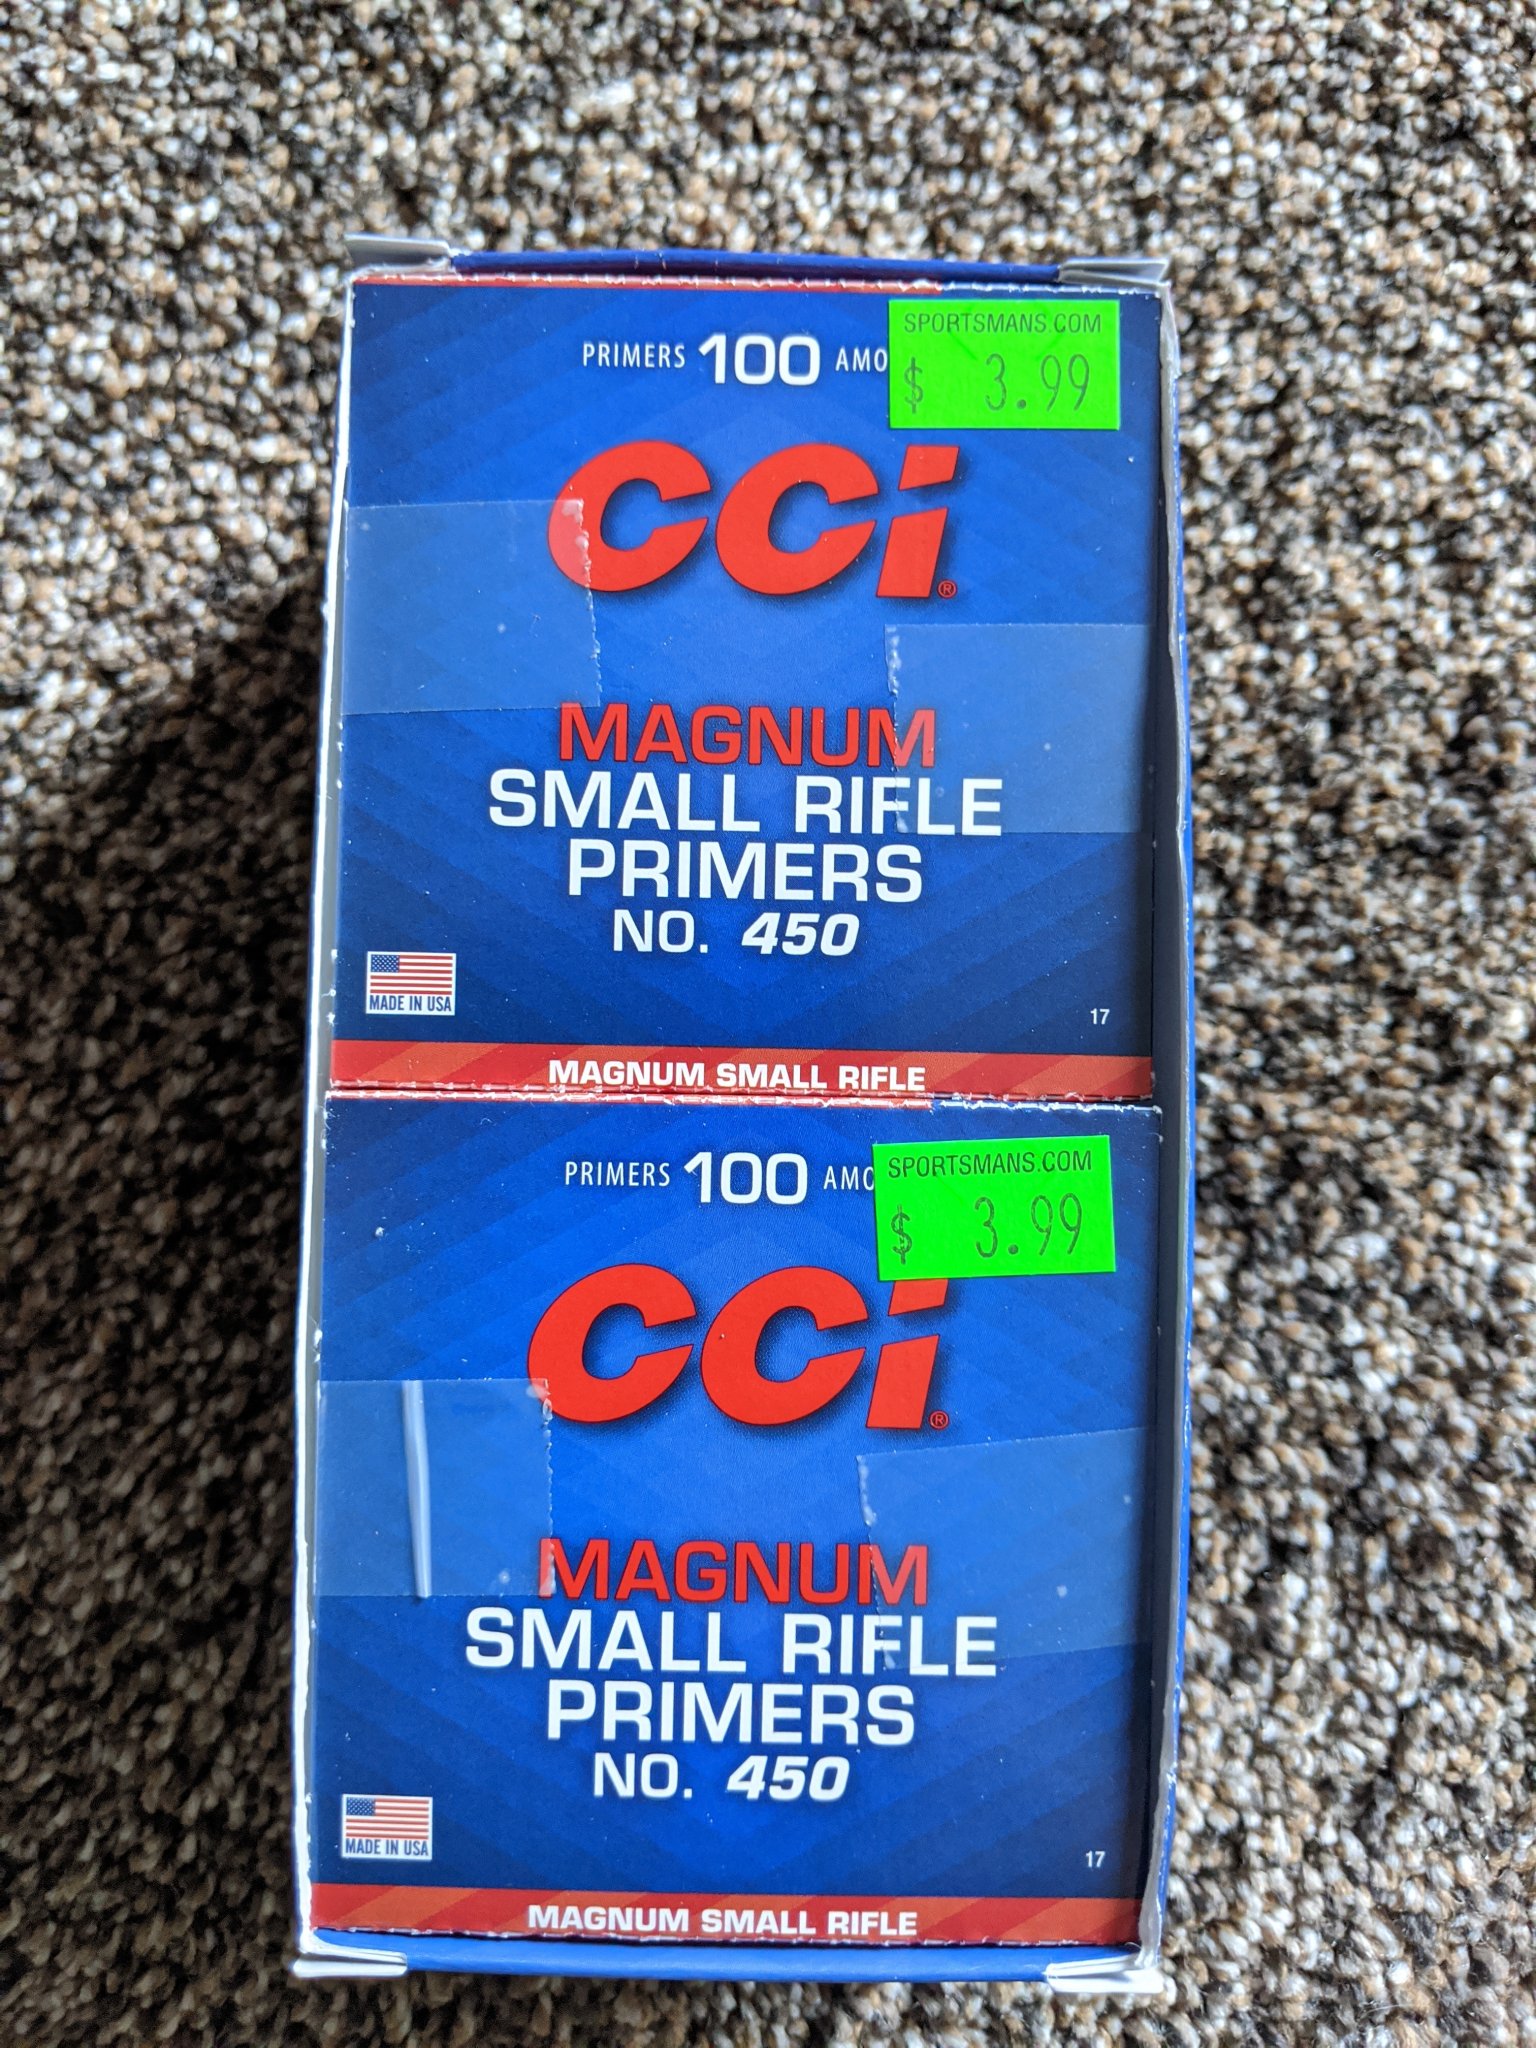 PRIMERS 100 AMO
SPORTSMANS.COM
$ 3.99
CCI®
MAGNUM
SMALL RIFLE
PRIMERS
NO. 450
MADE IN USA
17
MAGNUM SMALL RIFLE
PRIMERS 100 AMO
SPORTSMANS.COM
$ 3.99
CCI®
MAGNUM
SMALL RIFLE
PRIMERS
NO. 450
MADE IN USA
17
MAGNUM SMALL RIFLE